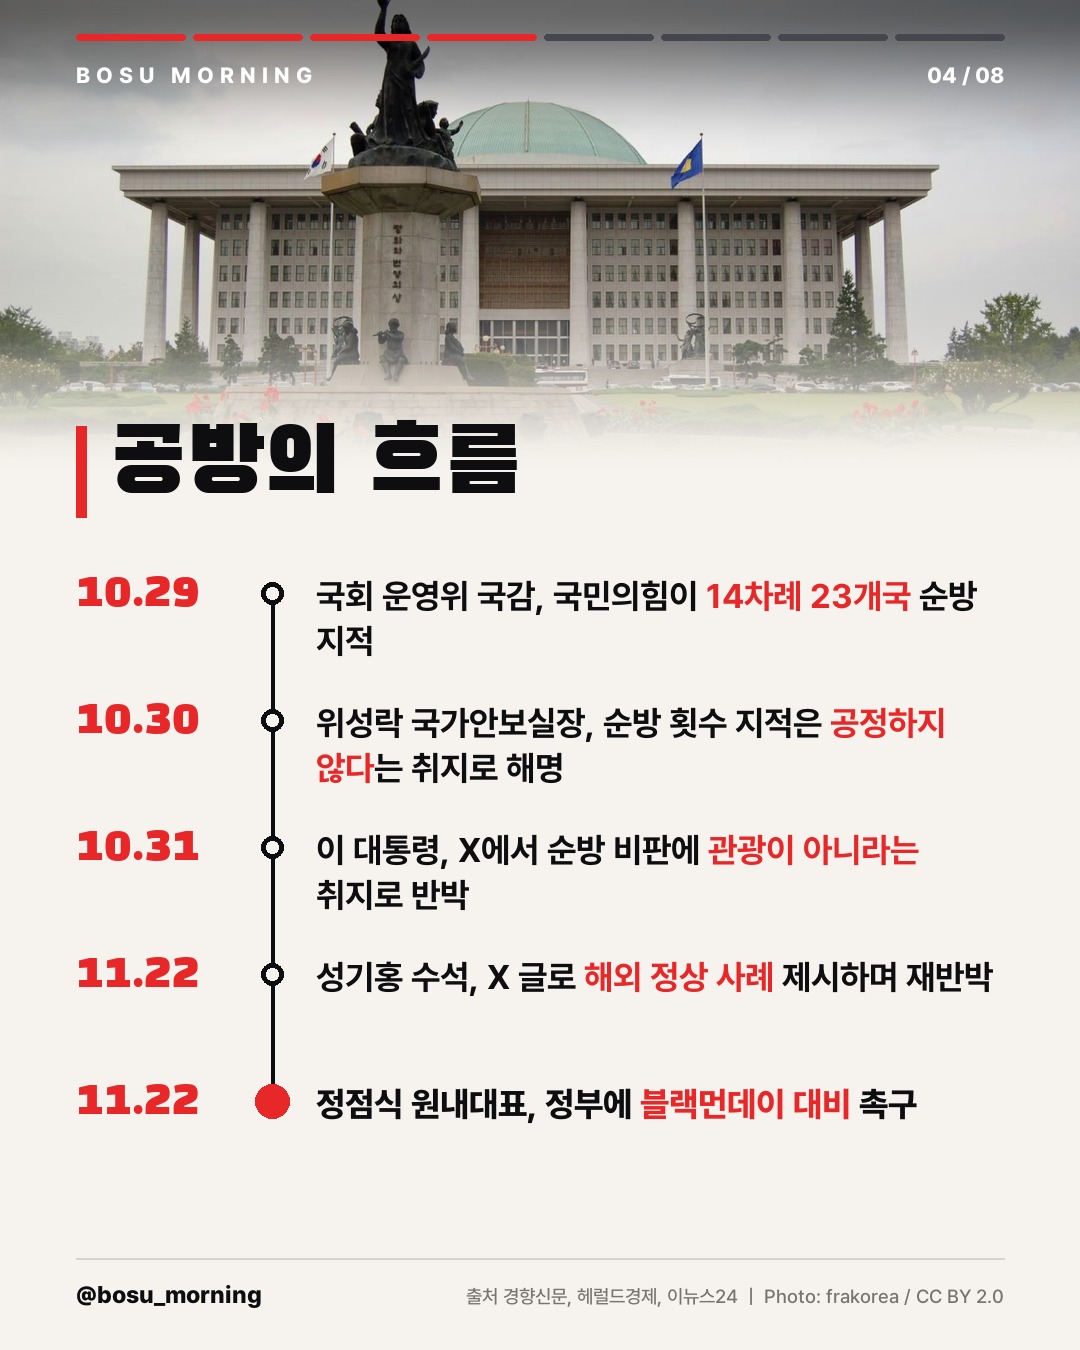 BOSU MORNING
04 / 08
평화와 번영의 상
공방의 흐름
10.29
국회 운영위 국감, 국민의힘이 14차례 23개국 순방
지적
10.30
위성락 국가안보실장, 순방 횟수 지적은 공정하지
않다는 취지로 해명
10.31
이 대통령, X에서 순방 비판에 관광이 아니라는
취지로 반박
11.22
성기홍 수석, X 글로 해외 정상 사례 제시하며 재반박
11.22
정점식 원내대표, 정부에 블랙먼데이 대비 촉구
@bosu_morning
출처 경향신문, 헤럴드경제, 이뉴스24 | Photo: frakorea / CC BY 2.0